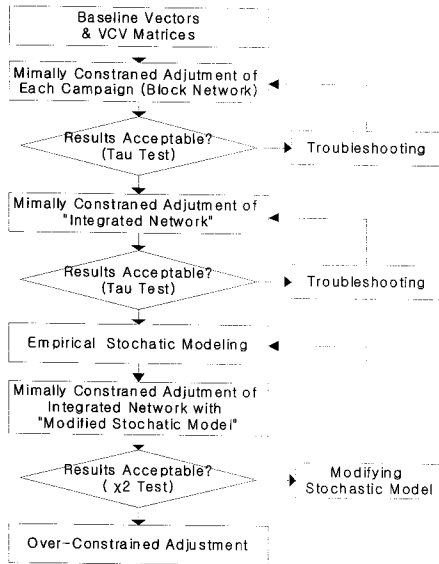 Baseline Vectors
& VCV Matrices
Mimally Constraned Adjutment of
Each Campaign (Block Network)
Results Acceptable?
(Tau Test)
Troubleshooting
Mimally Constraned Adjutment of
"Integrated Network"
Results Acceptable?
(Tau Test)
Troubleshooting
Empirical Stochatic Modeling
Mimally Constraned Adjutment of
Integrated Network with
"Modified Stochatic Model"
Results Acceptable?
( χ2 Test)
Modifying
Stochastic Model
Over-Constrained Adjustment